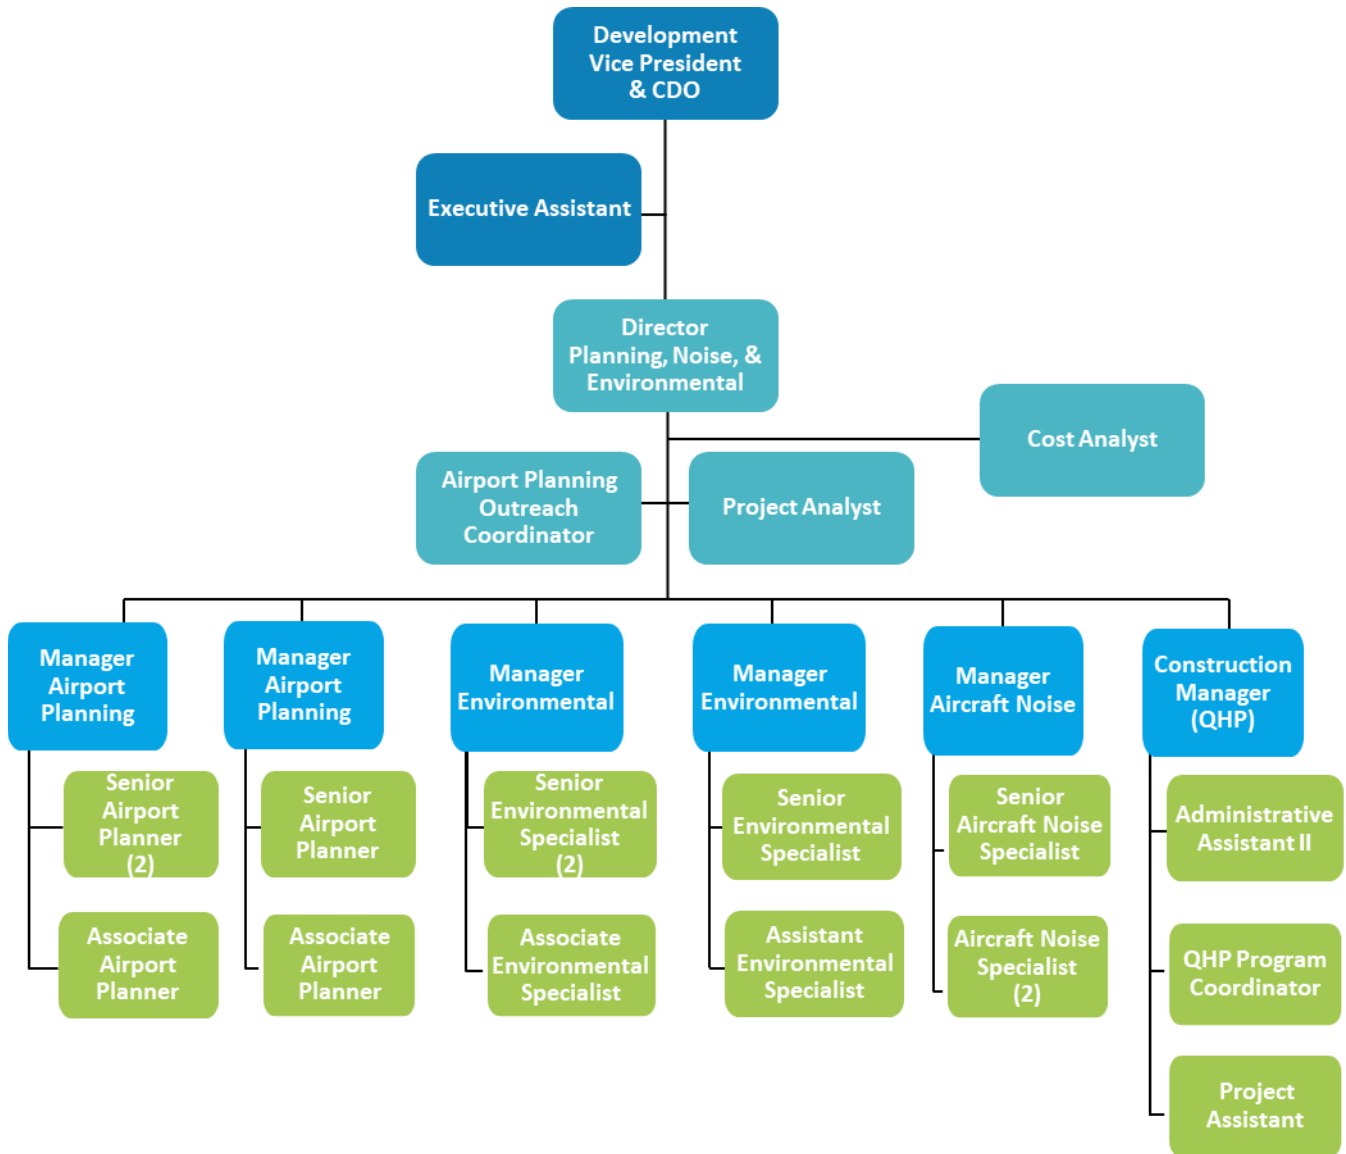 Development
Vice President
& CDO
Executive Assistant
Director
Planning, Noise, &
Environmental
Cost Analyst
Airport Planning
Outreach
Coordinator
Project Analyst
Manager
Airport
Planning
Manager
Airport
Planning
Manager
Environmental
Manager
Environmental
Manager
Aircraft Noise
Construction
Manager
(QHP)
Senior
Airport
Planner
(2)
Senior
Airport
Planner
Senior
Environmental
Specialist
(2)
Senior
Environmental
Specialist
Senior
Aircraft Noise
Specialist
Administrative
Assistant II
Associate
Airport
Planner
Associate
Airport
Planner
Associate
Environmental
Specialist
Assistant
Environmental
Specialist
Aircraft Noise
Specialist
(2)
QHP Program
Coordinator
Project
Assistant